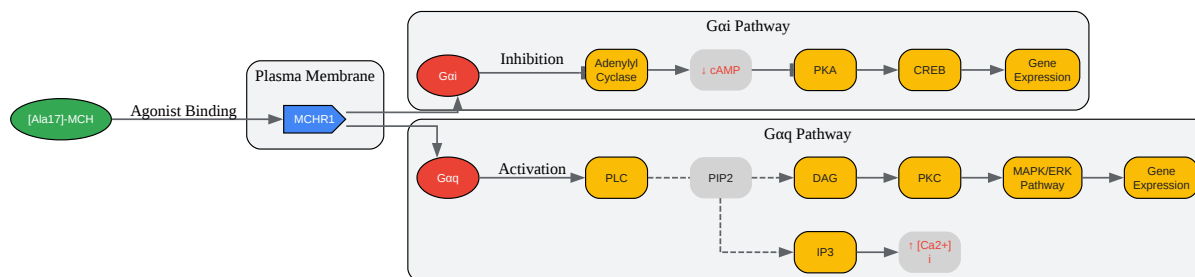 Gαi Pathway
Inhibition
Gαi
Adenylyl
Cyclase
↓ cAMP
PKA
CREB
Gene
Expression
Plasma Membrane
[Ala17]-MCH
Agonist Binding
MCHR1
Gαq Pathway
Gαq
Activation
PLC
PIP2
DAG
PKC
MAPK/ERK
Pathway
Gene
Expression
IP3
↑ [Ca2+]
i